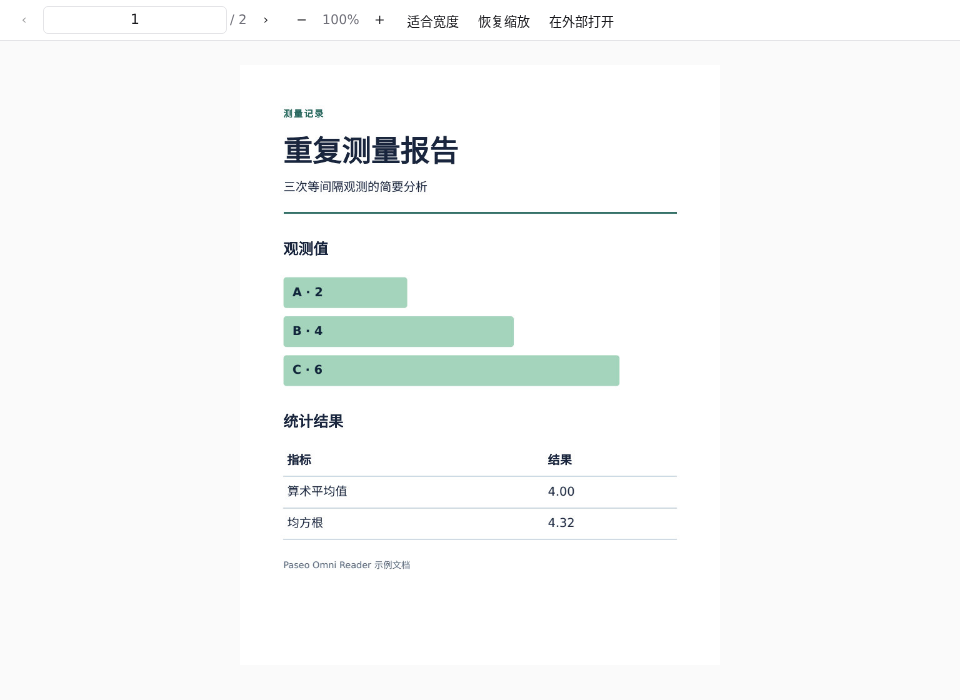 ‹ 1 / 2 › − 100% + 适合宽度 恢复缩放 在外部打开
测量记录
重复测量报告
三次等间隔观测的简要分析
观测值
A · 2
B · 4
C · 6
统计结果
指标 结果
算术平均值 4.00
均方根 4.32
Paseo Omni Reader 示例文档